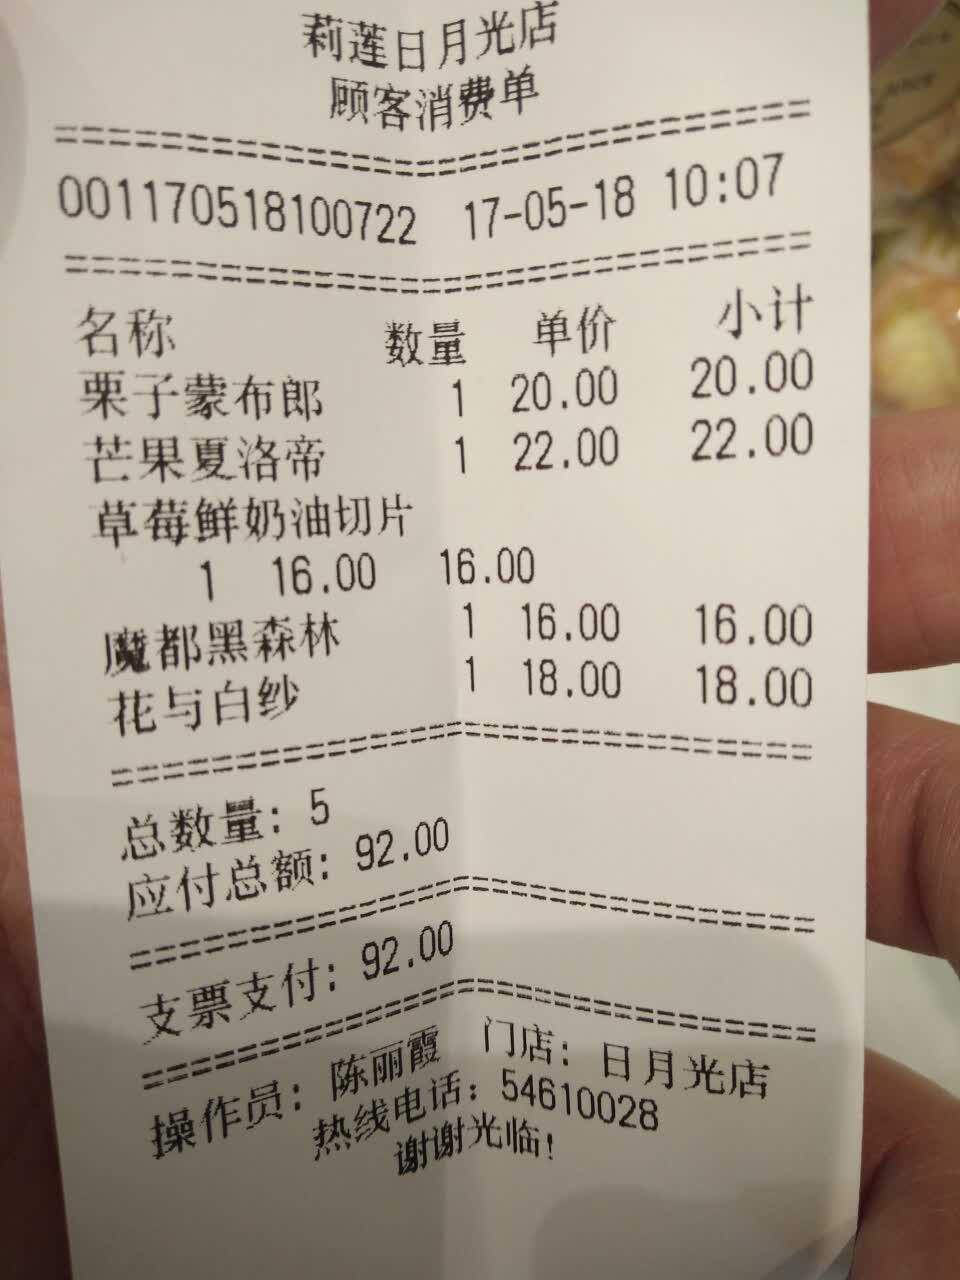 莉莲日月光店
顾客消费单
================================
001170518100722 17-05-18 10:07
================================
名称 数量 单价 小计
栗子蒙布郎 1 20.00 20.00
芒果夏洛帝 1 22.00 22.00
草莓鲜奶油切片
1 16.00 16.00
魔都黑森林 1 16.00 16.00
花与白纱 1 18.00 18.00
================================
总数量: 5
应付总额: 92.00
================================
支票支付: 92.00
================================
操作员: 陈丽霞 门店: 日月光店
热线电话: 54610028
谢谢光临!